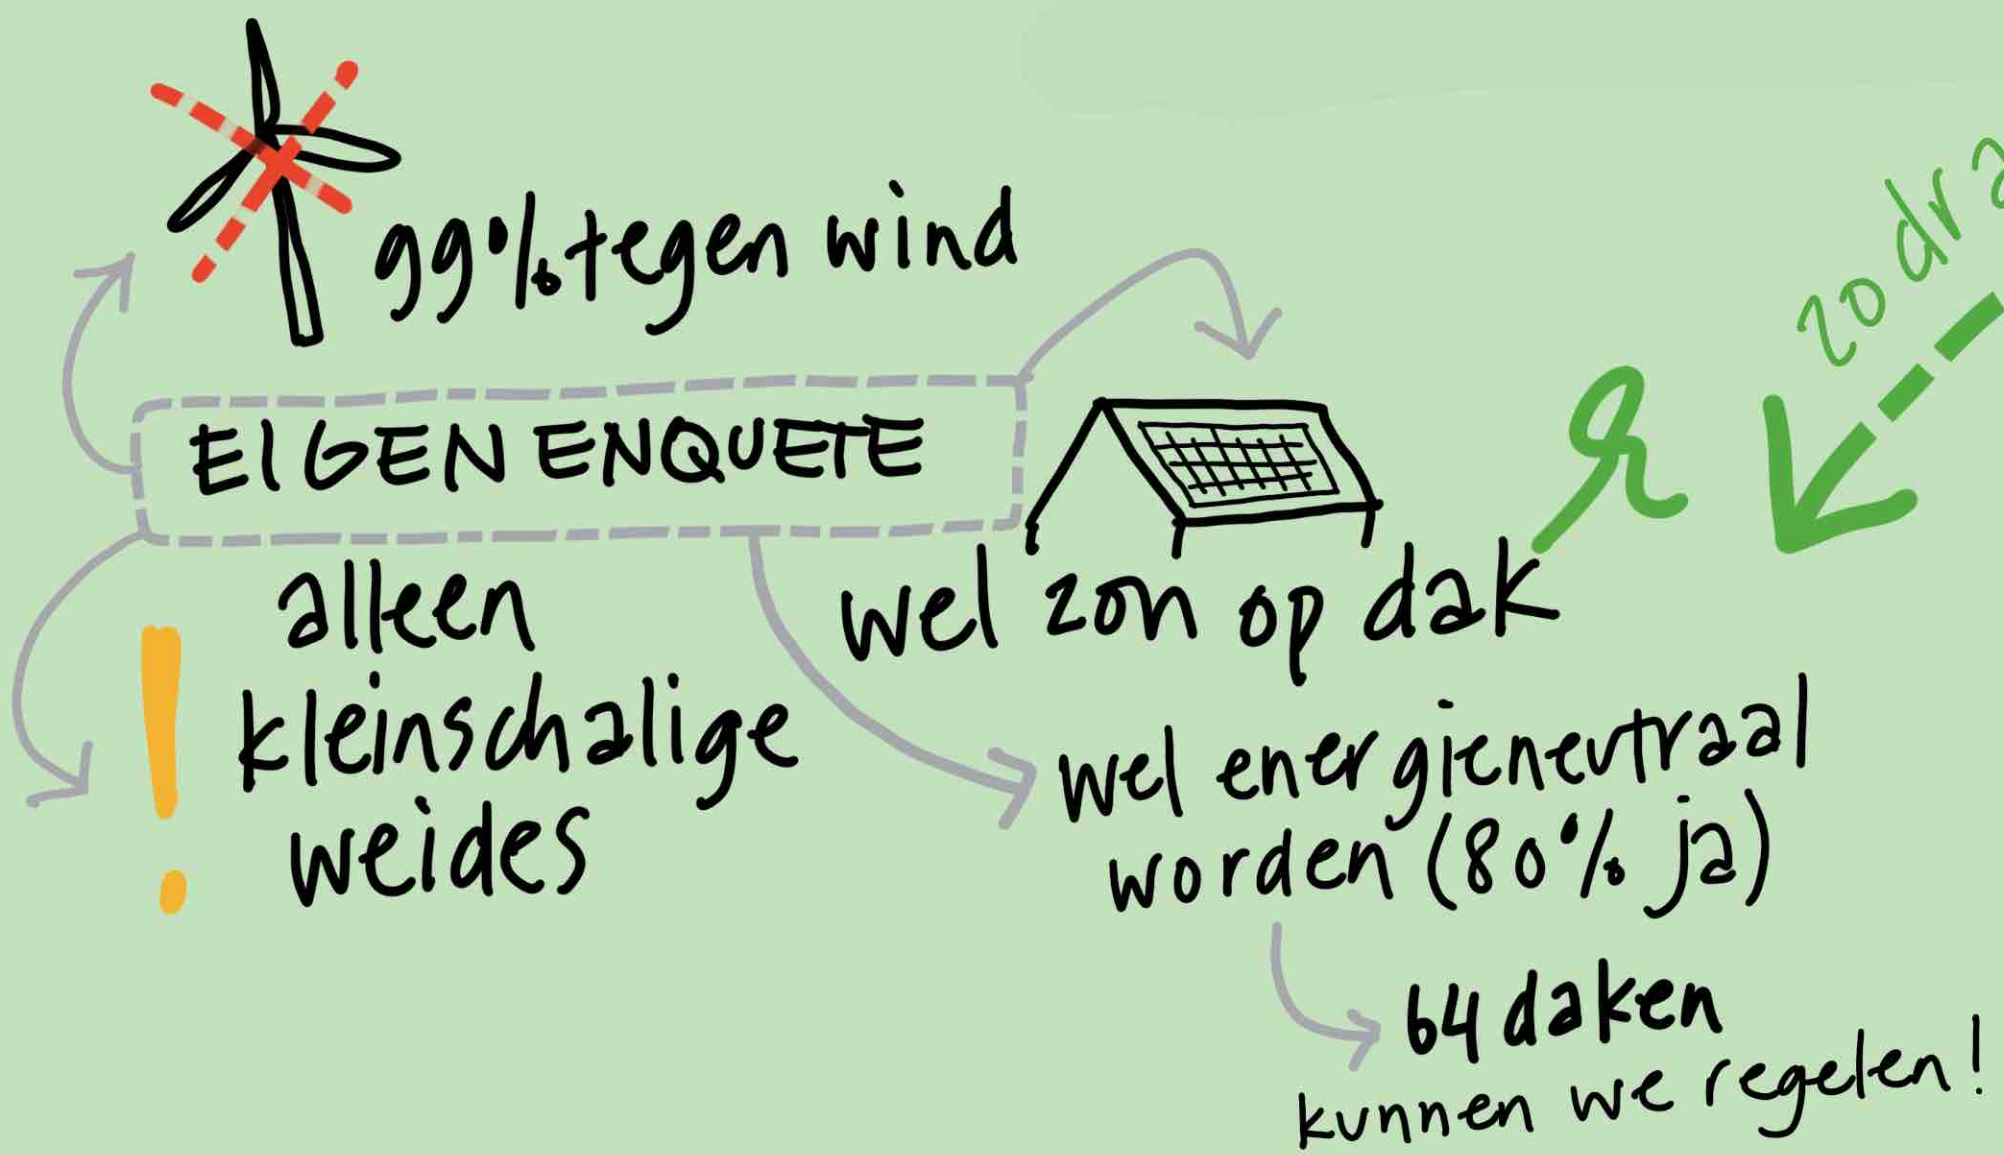 99% tegen wind
EIGEN ENQUETE
alleen
kleinschalige
weides
wel zon op dak
wel energieneutraal
worden (80% ja)
64 daken
kunnen we regelen!
zodra